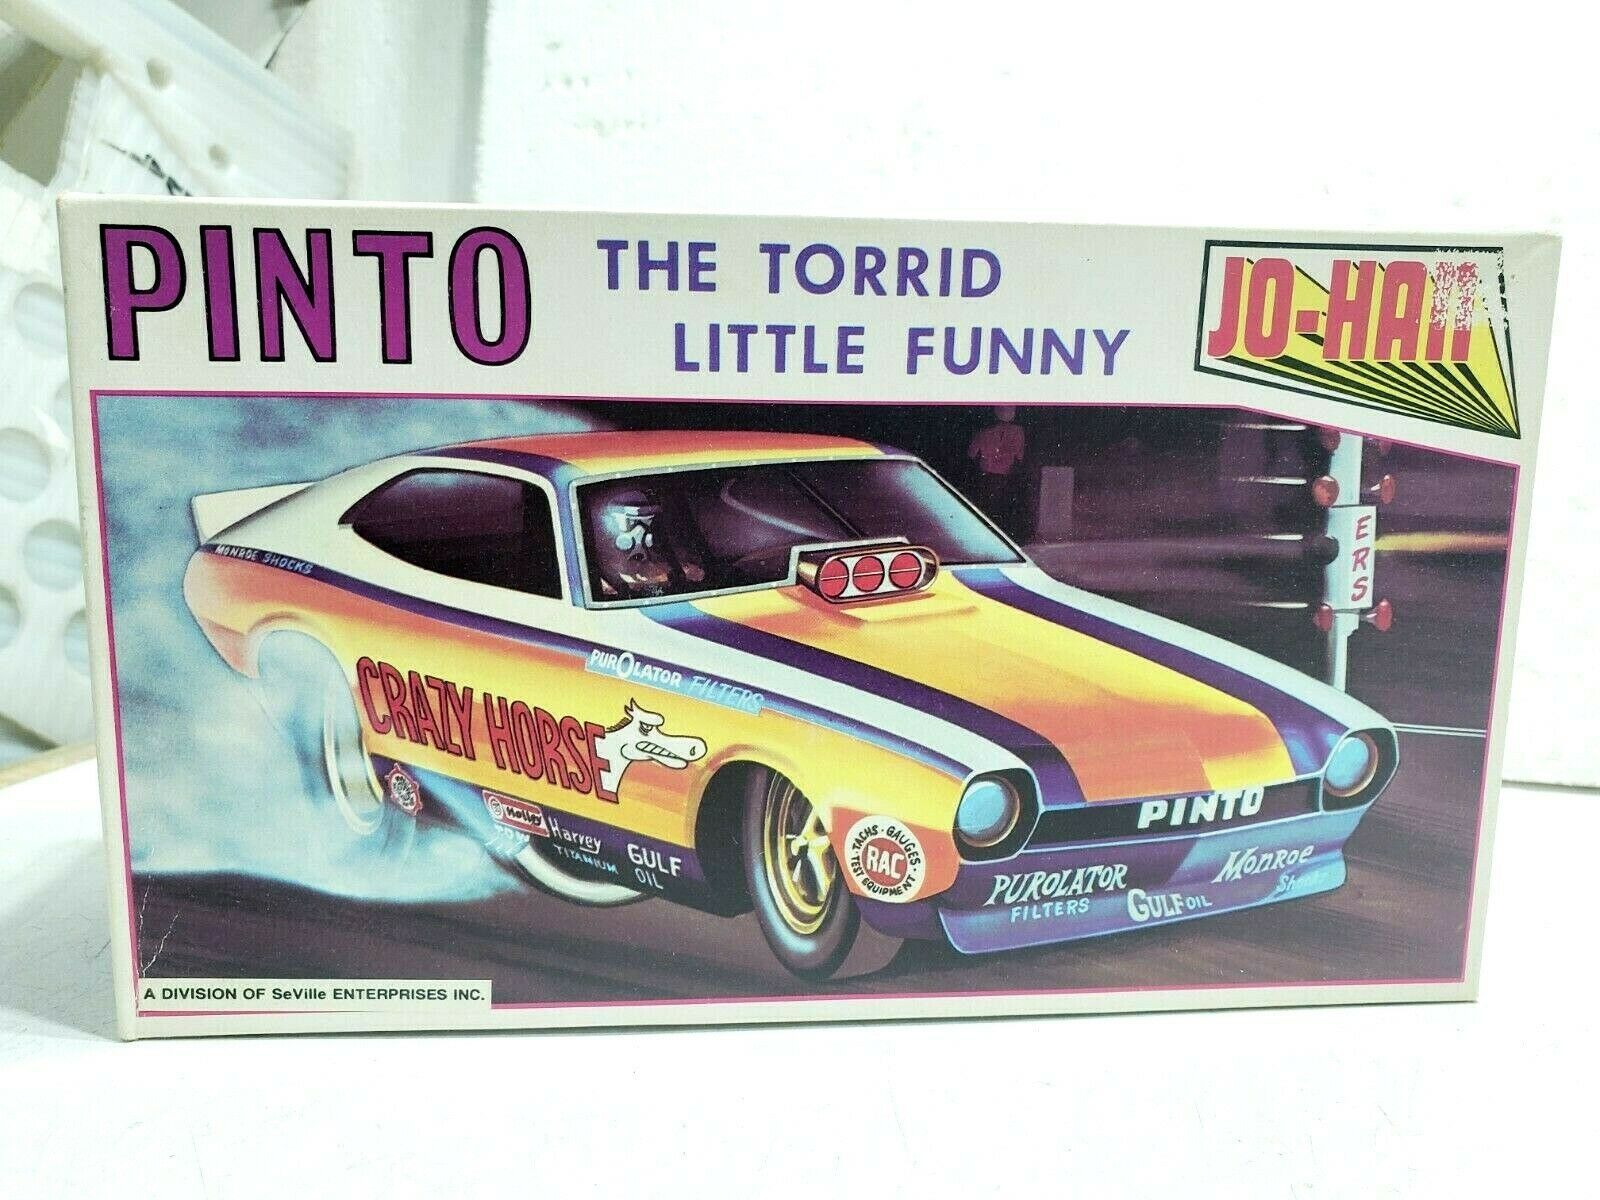 PINTO
THE TORRID
LITTLE FUNNY
JO-HAN
ERS
MONROE SHOCKS
PUROLATOR FILTERS
CRAZY HORSE
Holley
Harvey
TITANIUM
GULF
OIL
TACHS · GAUGES
RAC
TEST EQUIPMENT
PINTO
PUROLATOR
FILTERS
GULF OIL
MONROE
A DIVISION OF SeVille ENTERPRISES INC.